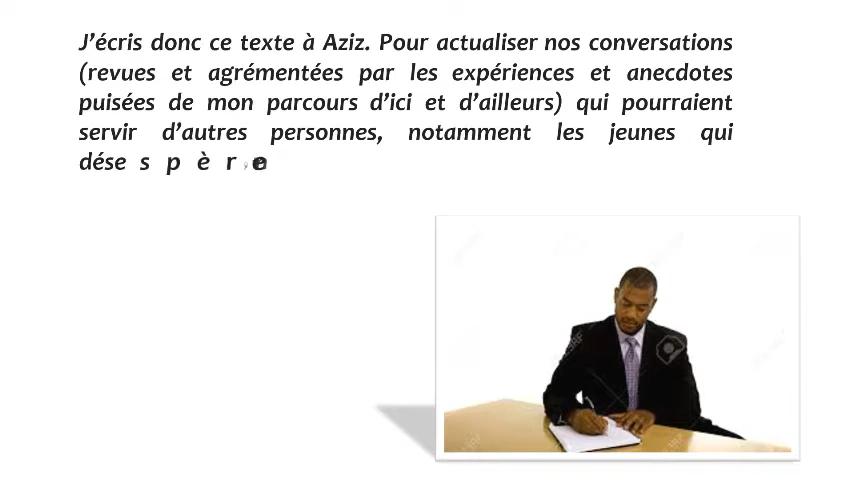 J’écris donc ce texte à Aziz. Pour actualiser nos conversations
(revues et agrémentées par les expériences et anecdotes
puisées de mon parcours d’ici et d’ailleurs) qui pourraient
servir d’autres personnes, notamment les jeunes qui
dése s p è r e